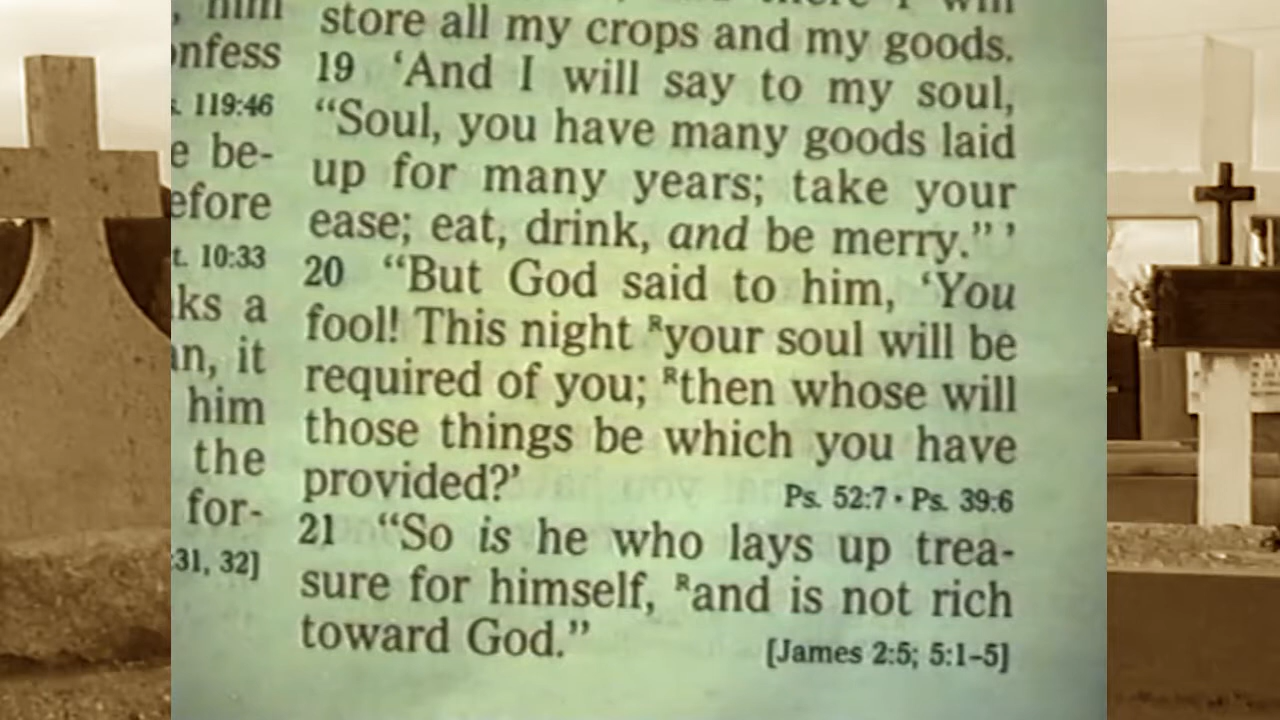 , him
onfess
s. 119:46
e be-
efore
t. 10:33
ks a
n, it
him
the
for-
:31, 32]
there I will
store all my crops and my goods.
19 ‘And I will say to my soul,
“Soul, you have many goods laid
up for many years; take your
ease; eat, drink, and be merry.” ’
20 “But God said to him, ‘You
fool! This night ᴿyour soul will be
required of you; ᴿthen whose will
those things be which you have
provided?’ Ps. 52:7 • Ps. 39:6
21 “So is he who lays up trea-
sure for himself, ᴿand is not rich
toward God.” [James 2:5; 5:1–5]